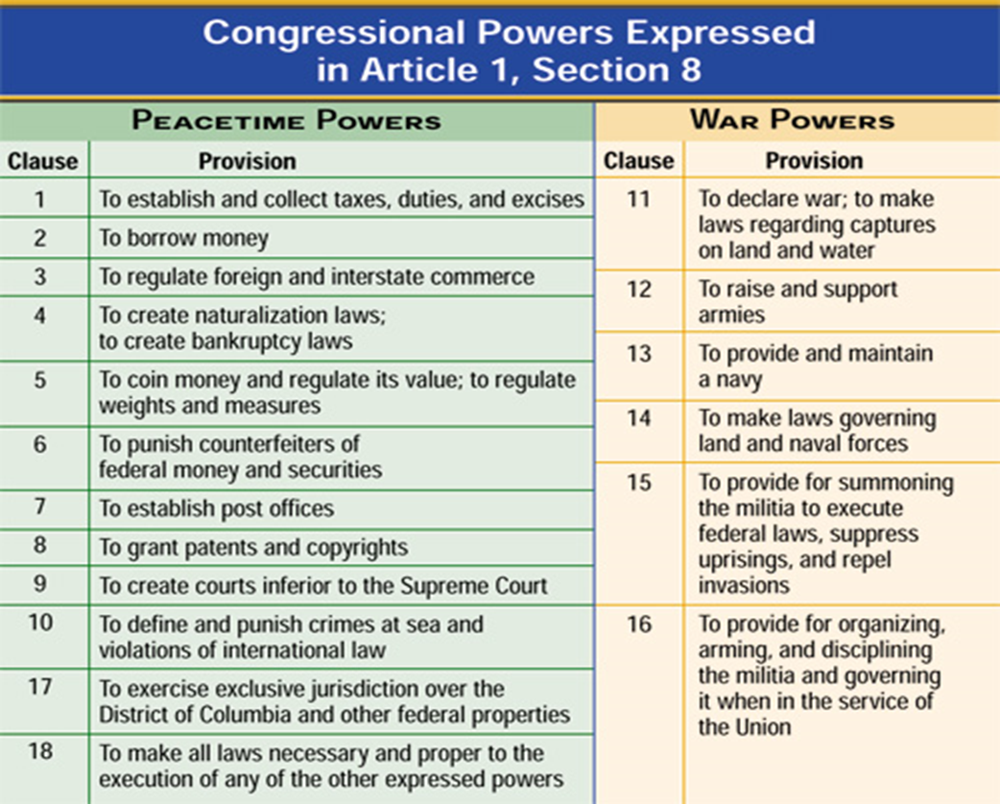 Congressional Powers Expressed
in Article 1, Section 8
PEACETIME POWERS
Clause Provision
1 To establish and collect taxes, duties, and excises
2 To borrow money
3 To regulate foreign and interstate commerce
4 To create naturalization laws;
to create bankruptcy laws
5 To coin money and regulate its value; to regulate
weights and measures
6 To punish counterfeiters of
federal money and securities
7 To establish post offices
8 To grant patents and copyrights
9 To create courts inferior to the Supreme Court
10 To define and punish crimes at sea and
violations of international law
17 To exercise exclusive jurisdiction over the
District of Columbia and other federal properties
18 To make all laws necessary and proper to the
execution of any of the other expressed powers
WAR POWERS
Clause Provision
11 To declare war; to make
laws regarding captures
on land and water
12 To raise and support
armies
13 To provide and maintain
a navy
14 To make laws governing
land and naval forces
15 To provide for summoning
the militia to execute
federal laws, suppress
uprisings, and repel
invasions
16 To provide for organizing,
arming, and disciplining
the militia and governing
it when in the service of
the Union